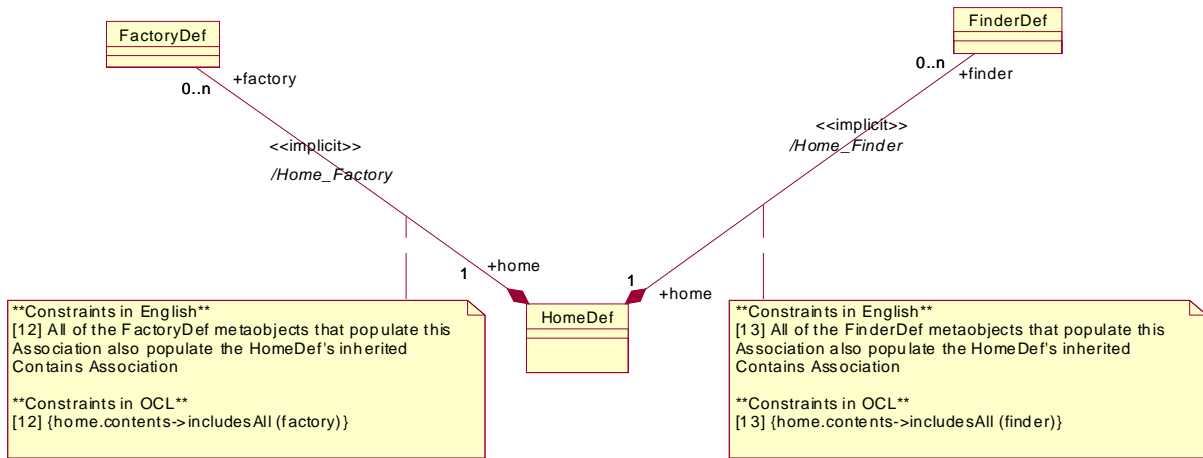 FactoryDef
FinderDef
0..n
+factory
0..n
+finder
<<implicit>>
/Home_Factory
<<implicit>>
/Home_Finder
1
+home
1
+home
HomeDef
**Constraints in English**
[12] All of the FactoryDef metaobjects that populate this
Association also populate the HomeDef's inherited
Contains Association
**Constraints in OCL**
[12] {home.contents->includesAll (factory)}
**Constraints in English**
[13] All of the FinderDef metaobjects that populate this
Association also populate the HomeDef's inherited
Contains Association
**Constraints in OCL**
[13] {home.contents->includesAll (finder)}